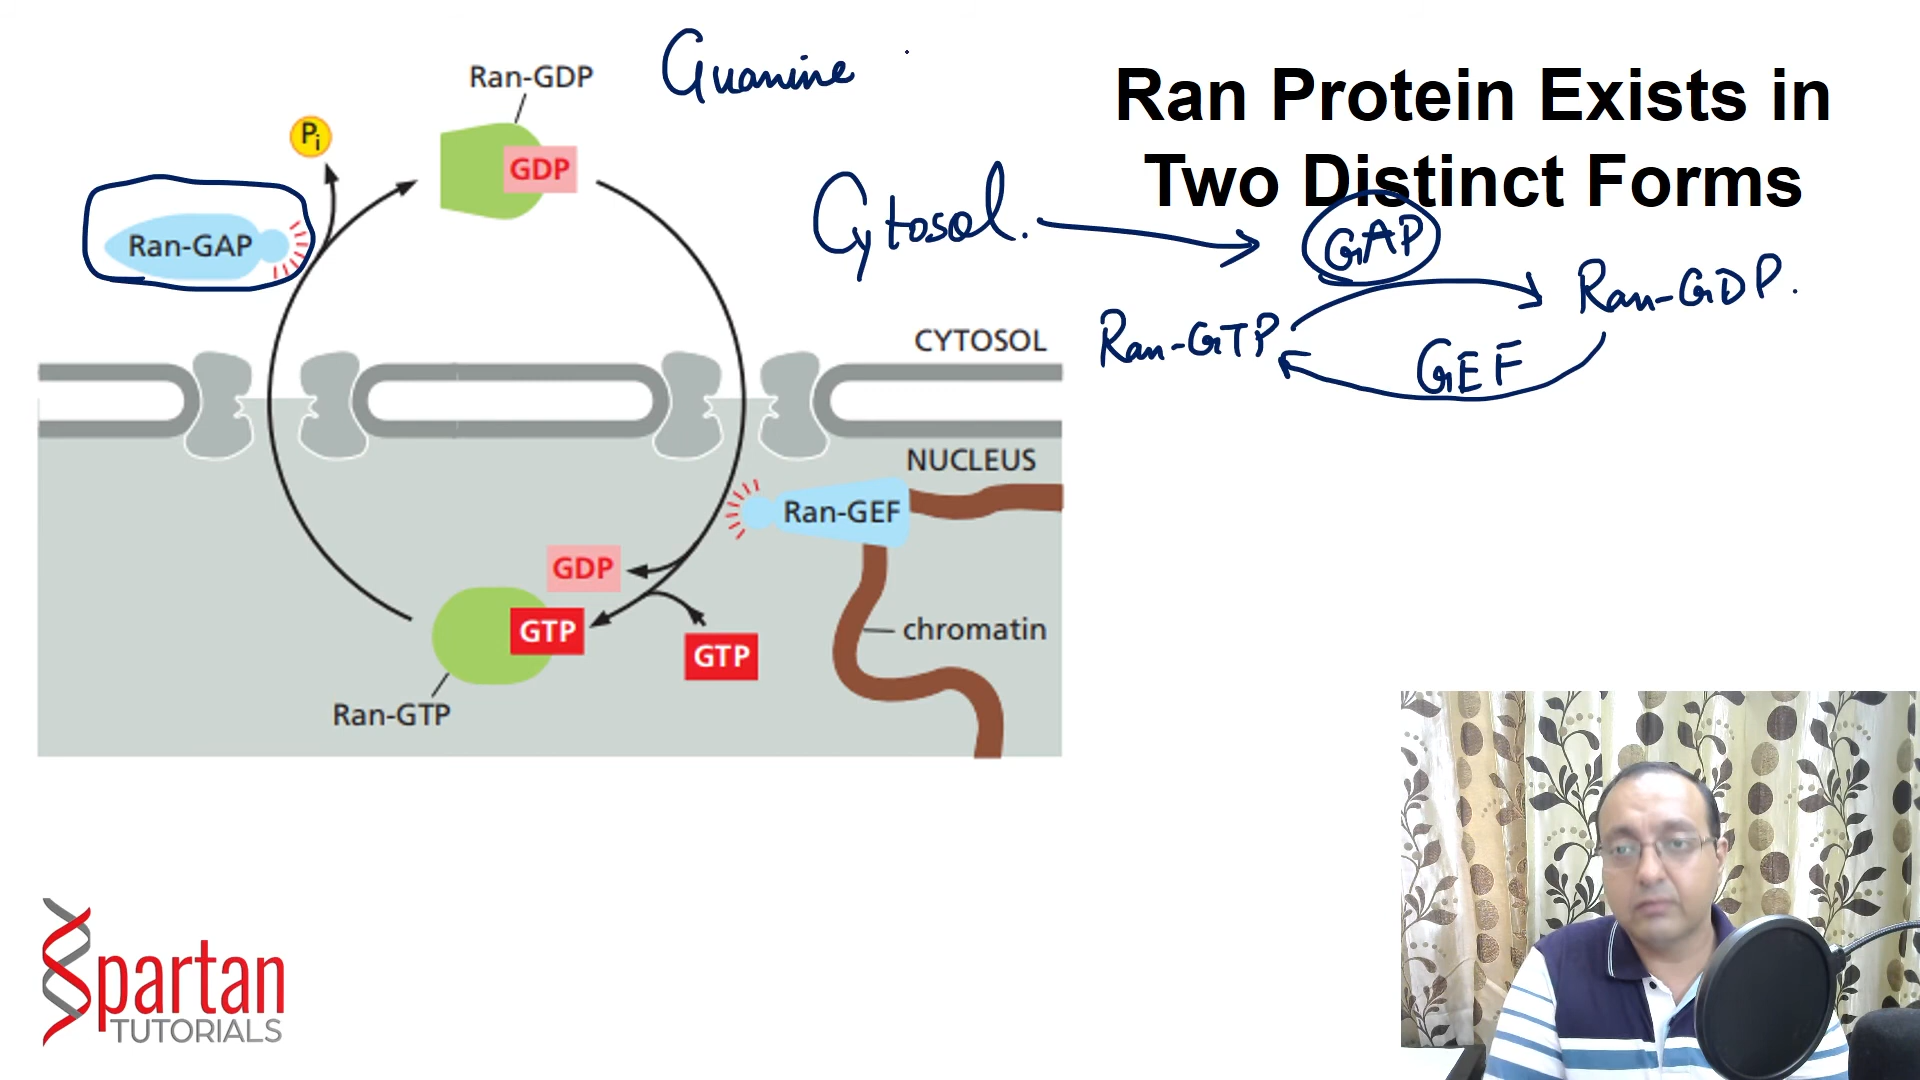 Ran Protein Exists in
Two Distinct Forms
Guanine
Ran-GDP
Pi
GDP
Ran-GAP
Cytosol.
GAP
Ran-GTP
Ran-GDP.
GEF
CYTOSOL
NUCLEUS
Ran-GEF
GDP
GTP
GTP
chromatin
Ran-GTP
Spartan
TUTORIALS